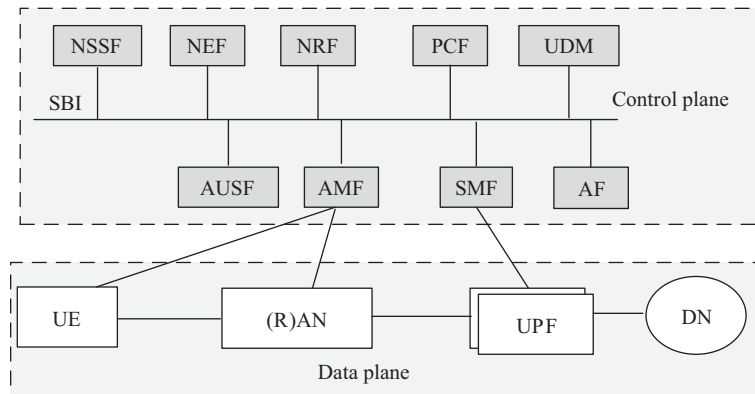 NSSF NEF NRF PCF UDM
SBI Control plane
AUSF AMF SMF AF
UE (R)AN UPF DN
Data plane